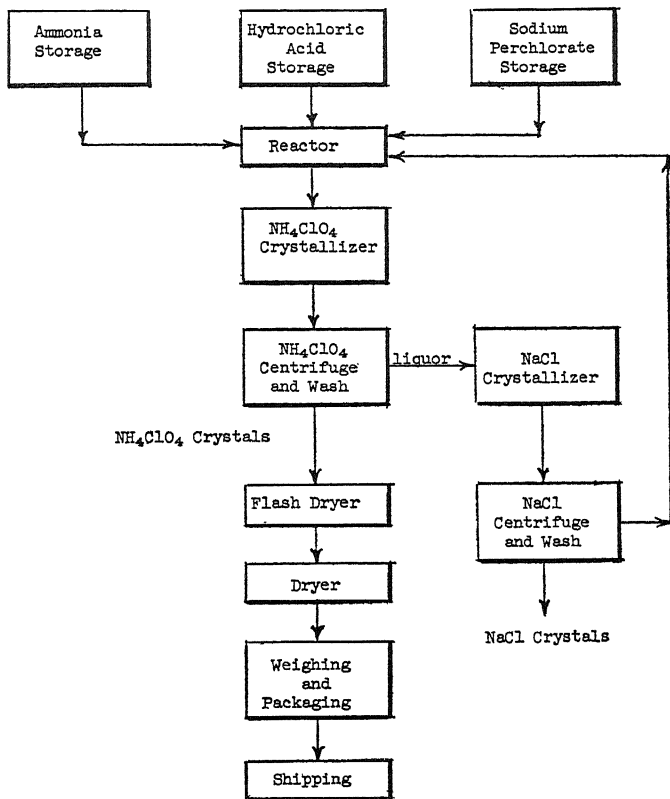 Ammonia
Storage
Hydrochloric
Acid
Storage
Sodium
Perchlorate
Storage
Reactor
NH₄ClO₄
Crystallizer
NH₄ClO₄
Centrifuge
and Wash
liquor
NaCl
Crystallizer
NH₄ClO₄ Crystals
Flash Dryer
NaCl
Centrifuge
and Wash
Dryer
NaCl Crystals
Weighing
and
Packaging
Shipping